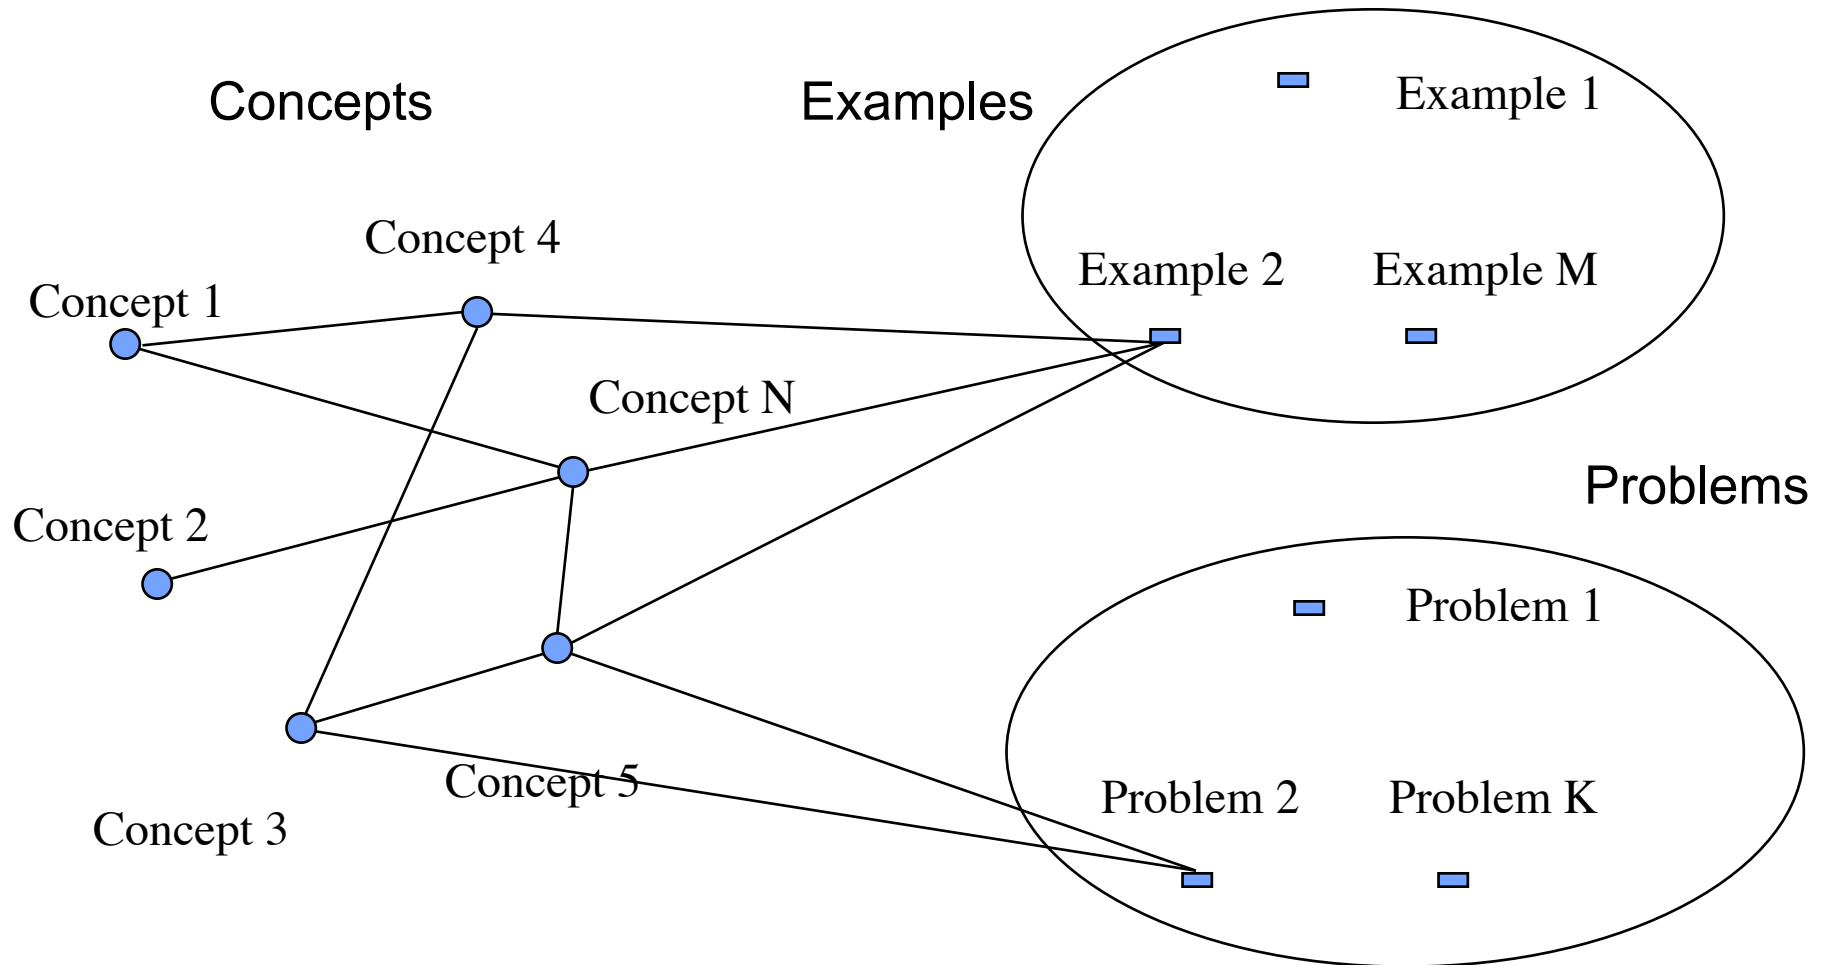 Concepts
Examples
Example 1
Concept 4
Example 2
Example M
Concept 1
Concept N
Problems
Concept 2
Problem 1
Concept 5
Problem 2
Problem K
Concept 3